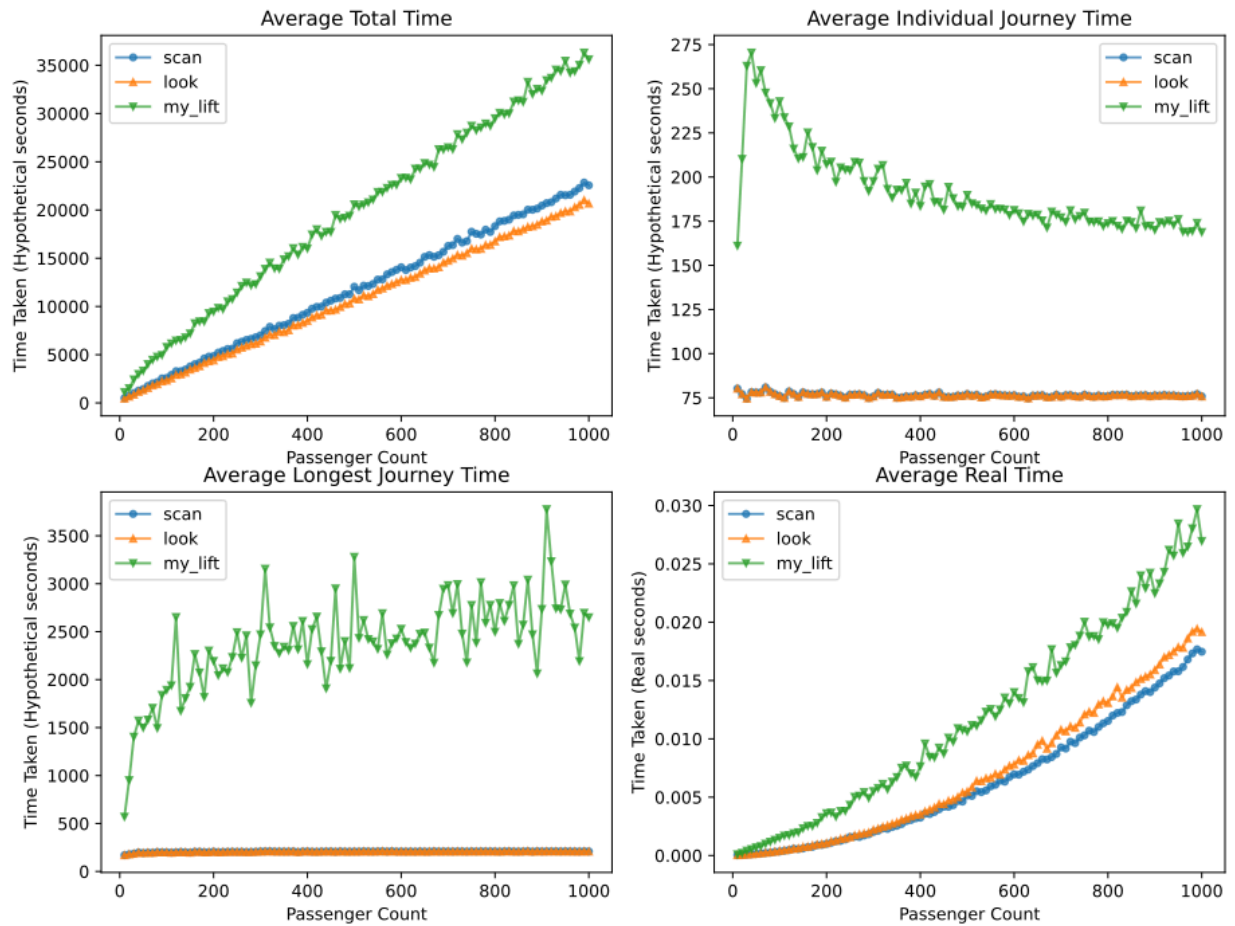 Average Total Time
Time Taken (Hypothetical seconds)
35000
30000
25000
20000
15000
10000
5000
0
scan
look
my_lift
0 200 400 600 800 1000
Passenger Count
Average Individual Journey Time
Time Taken (Hypothetical seconds)
275
250
225
200
175
150
125
100
75
scan
look
my_lift
0 200 400 600 800 1000
Passenger Count
Average Longest Journey Time
Time Taken (Hypothetical seconds)
3500
3000
2500
2000
1500
1000
500
0
scan
look
my_lift
0 200 400 600 800 1000
Passenger Count
Average Real Time
Time Taken (Real seconds)
0.030
0.025
0.020
0.015
0.010
0.005
0.000
scan
look
my_lift
0 200 400 600 800 1000
Passenger Count